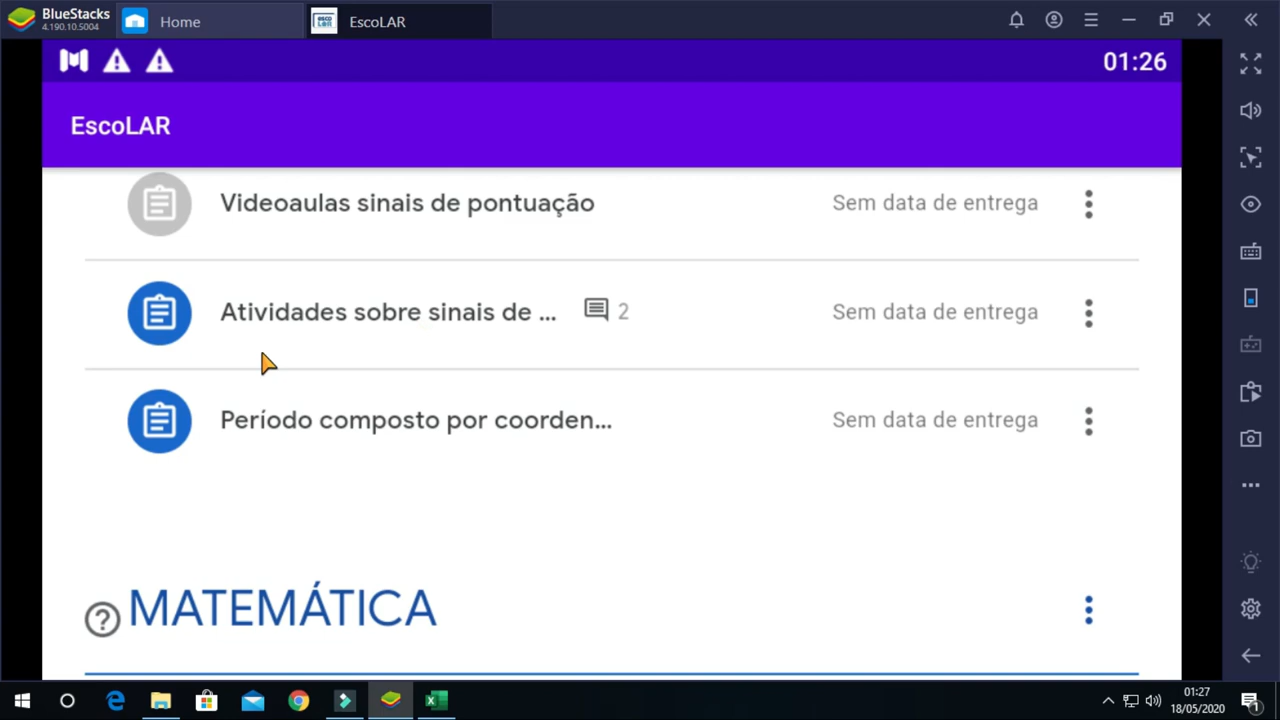 BlueStacks
4.190.10.5004
Home
EscoLAR
01:26
EscoLAR
Videoaulas sinais de pontuação
Sem data de entrega
Atividades sobre sinais de ...
2
Sem data de entrega
Período composto por coorden...
Sem data de entrega
MATEMÁTICA
01:27
18/05/2020
1